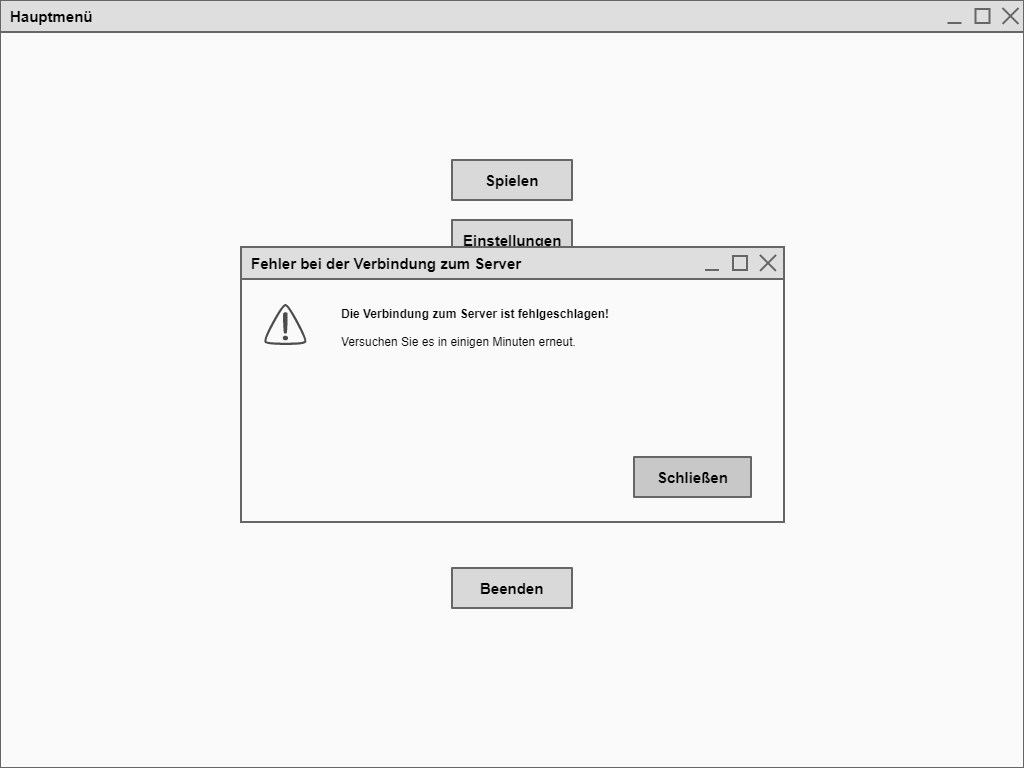 Hauptmenü
Spielen
Einstellungen
Fehler bei der Verbindung zum Server
Die Verbindung zum Server ist fehlgeschlagen!
Versuchen Sie es in einigen Minuten erneut.
Schließen
Beenden